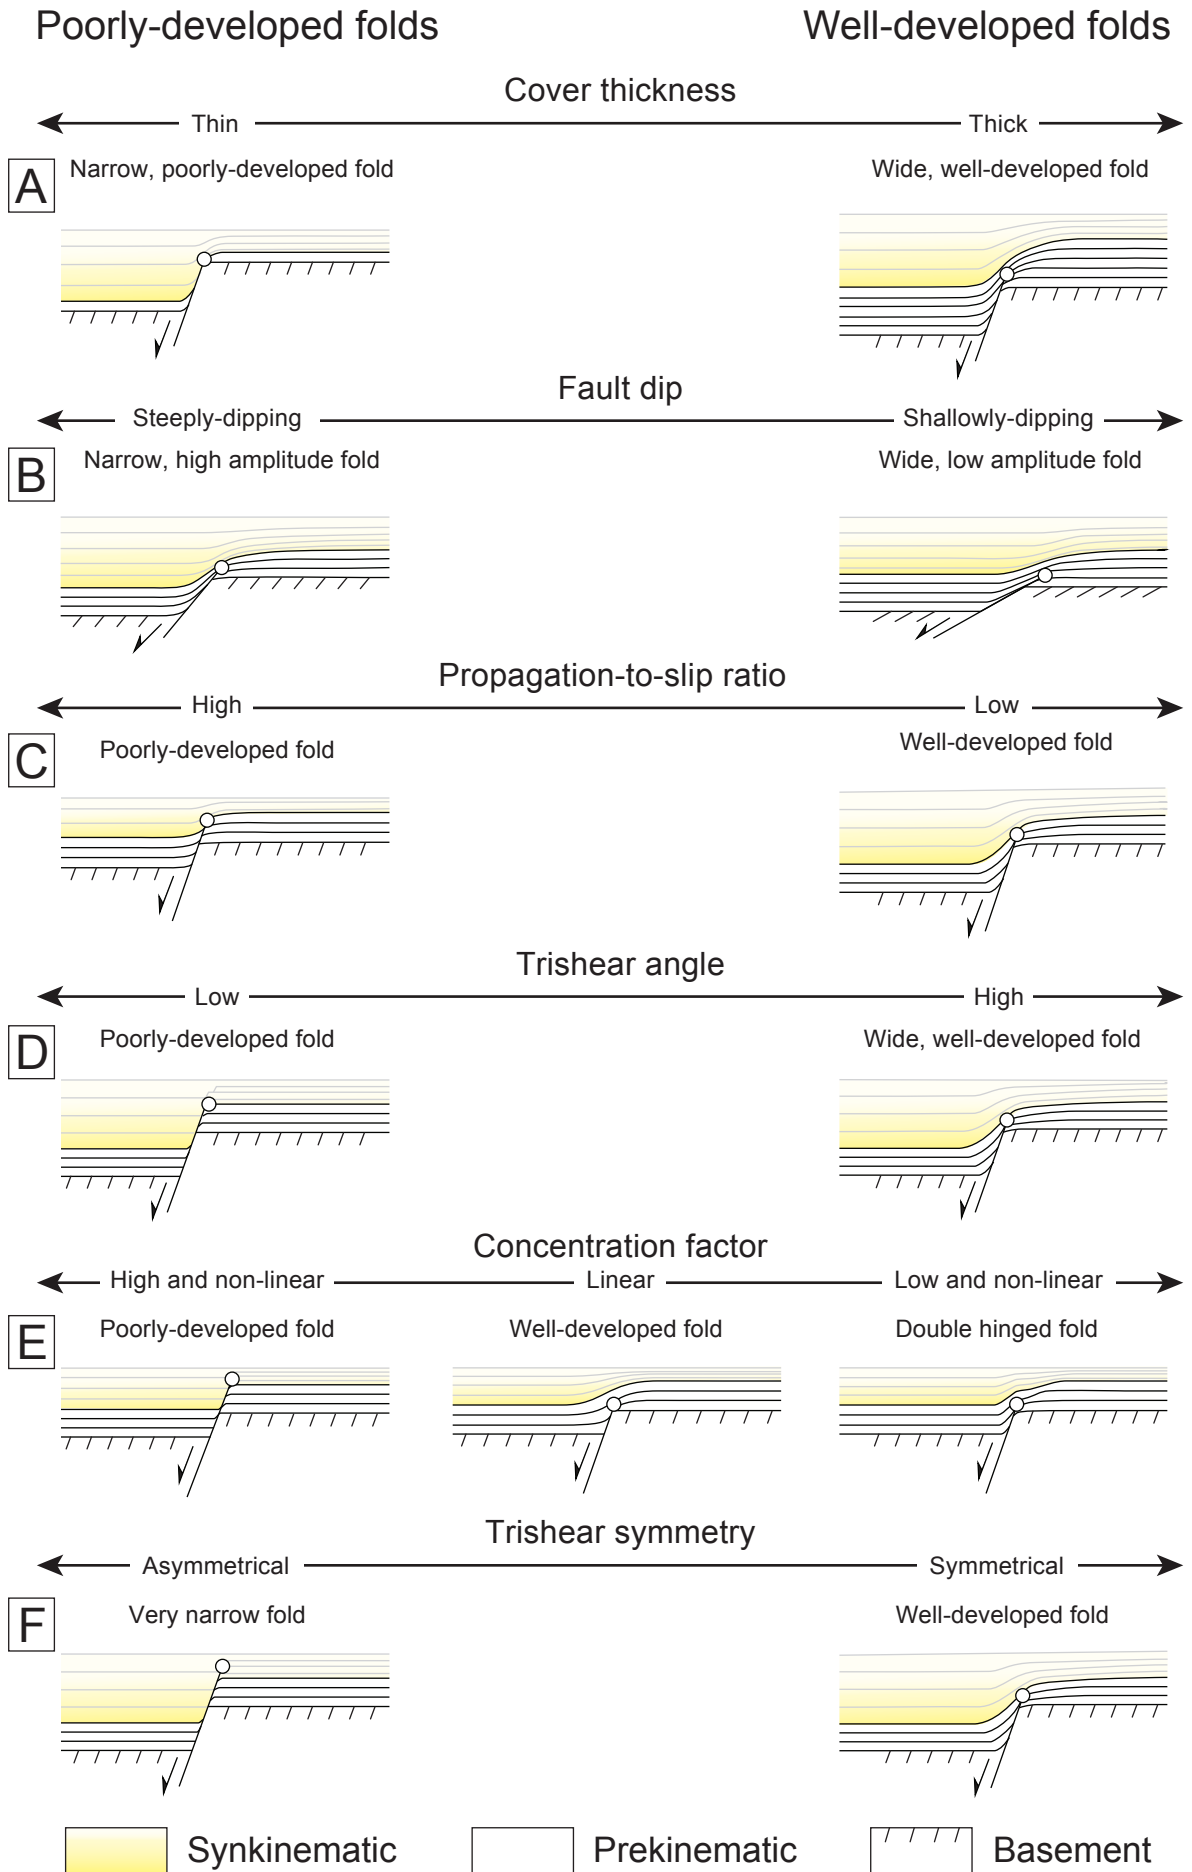 Poorly-developed folds
Well-developed folds
Cover thickness
Thin
Thick
A
Narrow, poorly-developed fold
Wide, well-developed fold
Fault dip
Steeply-dipping
Shallowly-dipping
B
Narrow, high amplitude fold
Wide, low amplitude fold
Propagation-to-slip ratio
High
Low
C
Poorly-developed fold
Well-developed fold
Trishear angle
Low
High
D
Poorly-developed fold
Wide, well-developed fold
Concentration factor
High and non-linear
Linear
Low and non-linear
E
Poorly-developed fold
Well-developed fold
Double hinged fold
Trishear symmetry
Asymmetrical
Symmetrical
F
Very narrow fold
Well-developed fold
Synkinematic
Prekinematic
Basement